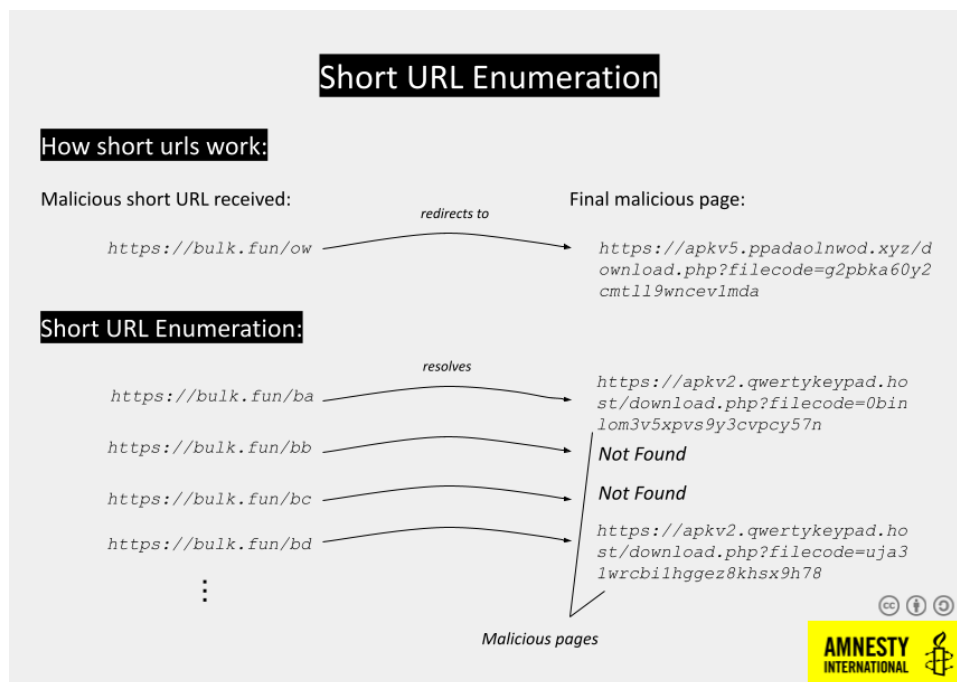 Short URL Enumeration
How short urls work:
Malicious short URL received:
redirects to
Final malicious page:
https://bulk.fun/ow
https://apkv5.ppadaolnwod.xyz/d
ownload.php?filecode=g2pbka60y2
cmtll9wncev1mda
Short URL Enumeration:
resolves
https://bulk.fun/ba
https://apkv2.qwertykeypad.ho
st/download.php?filecode=0bin
lom3v5xpvs9y3cvpcy57n
https://bulk.fun/bb
Not Found
https://bulk.fun/bc
Not Found
https://bulk.fun/bd
https://apkv2.qwertykeypad.ho
st/download.php?filecode=uja3
1wrcbi1hggez8khsx9h78
⋮
Malicious pages
cc
AMNESTY
INTERNATIONAL